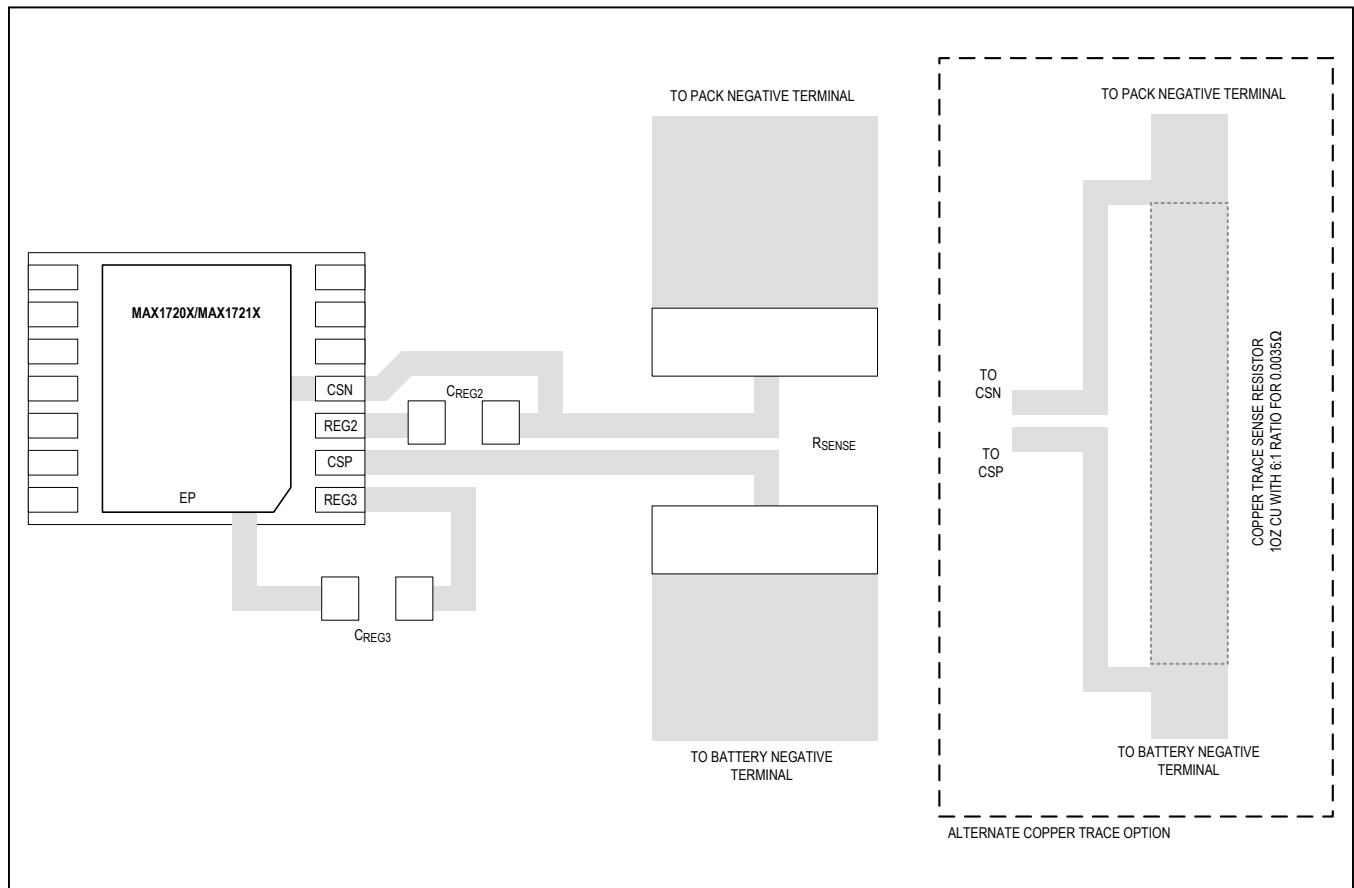 TO PACK NEGATIVE TERMINAL
TO PACK NEGATIVE TERMINAL
MAX1720X/MAX1721X
CSN
REG2
CSP
REG3
EP
CREG2
CREG3
RSENSE
TO BATTERY NEGATIVE
TERMINAL
TO
CSN
TO
CSP
COPPER TRACE SENSE RESISTOR
1OZ CU WITH 6:1 RATIO FOR 0.0035Ω
TO BATTERY NEGATIVE
TERMINAL
ALTERNATE COPPER TRACE OPTION